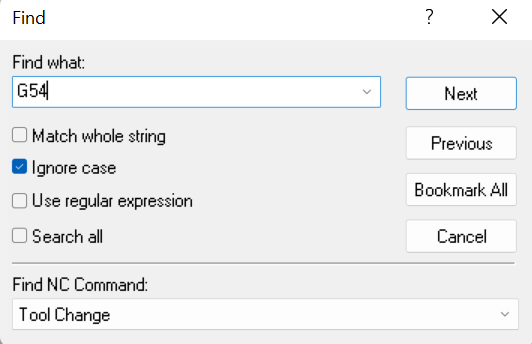 Find
?
Find what:
G54
Next
Match whole string
Previous
Ignore case
Use regular expression
Bookmark All
Search all
Cancel
Find NC Command:
Tool Change